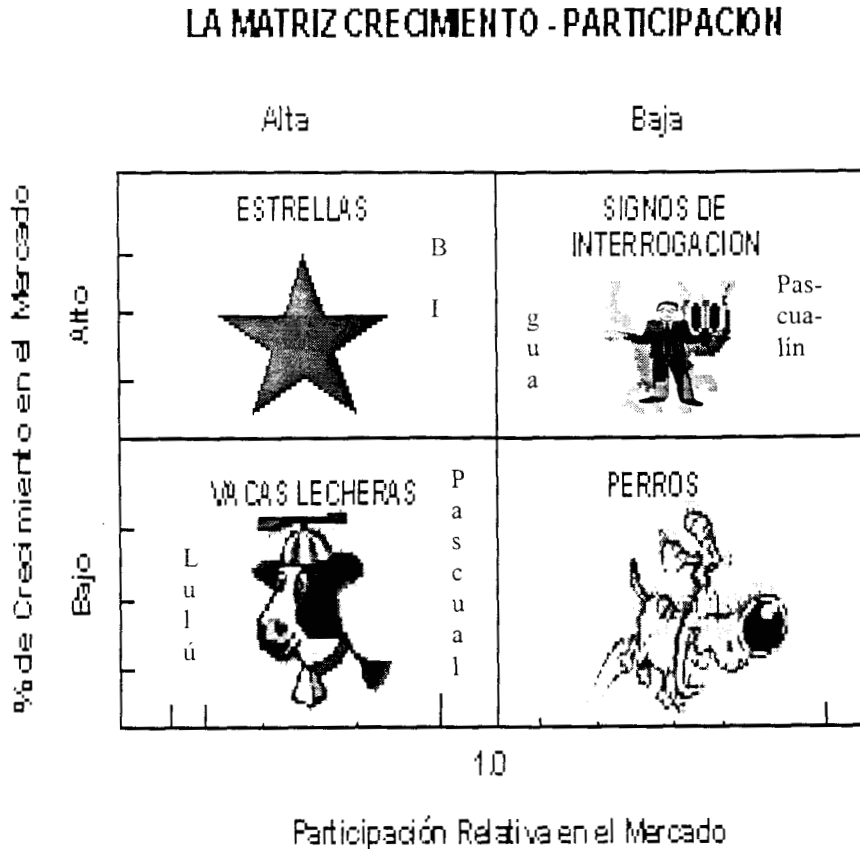 LA MATRIZ CRECIMIENTO - PARTICIPACION
Alta
Baja
% de Crecimiento en el Mercado
Alto
Bajo
ESTRELLAS
B
I
SIGNOS DE
INTERROGACION
g
u
a
Pas-
cua-
lín
VACAS LECHERAS
L
u
l
ú
P
a
s
c
u
a
l
PERROS
1.0
Participación Relativa en el Mercado